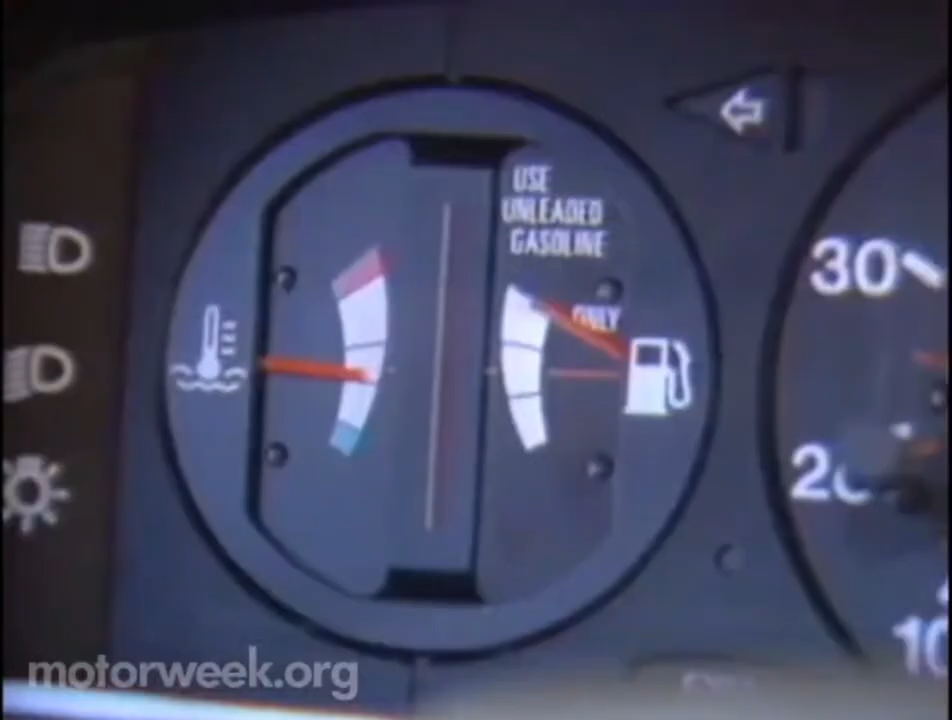 USE
UNLEADED
GASOLINE
ONLY
30
20
10
motorweek.org